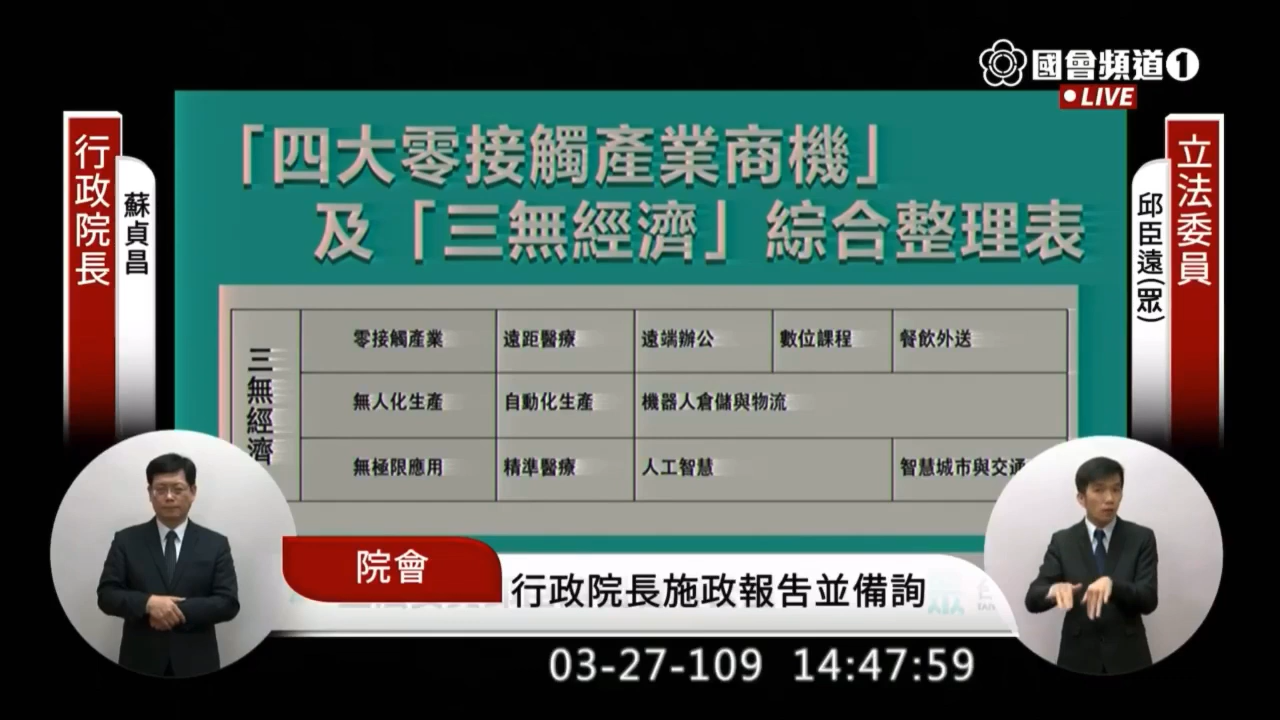 國會頻道1
LIVE
行政院長
蘇貞昌
立法委員
邱臣遠(眾)
「四大零接觸產業商機」
及「三無經濟」綜合整理表
三無經濟
零接觸產業 遠距醫療 遠端辦公 數位課程 餐飲外送
無人化生產 自動化生產 機器人倉儲與物流
無極限應用 精準醫療 人工智慧 智慧城市與交通
院會
行政院長施政報告並備詢
03-27-109 14:47:59